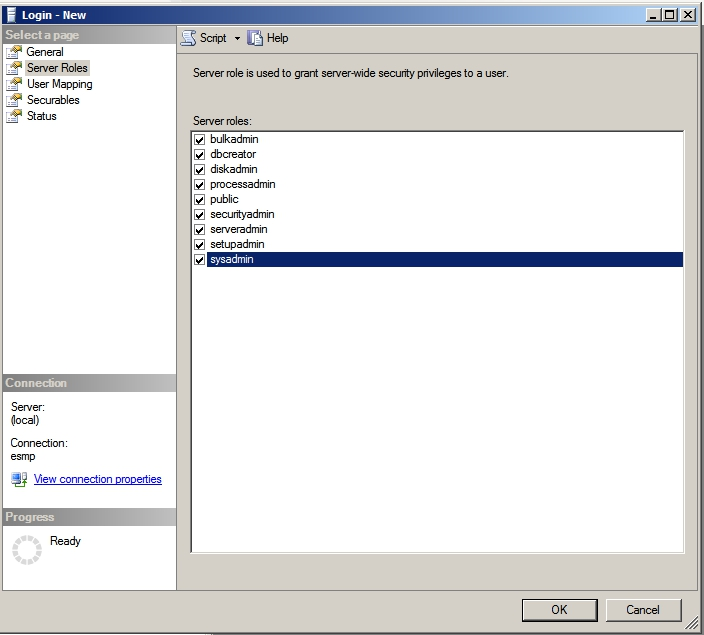 Login - New
Select a page
General
Server Roles
User Mapping
Securables
Status
Script
Help
Server role is used to grant server-wide security privileges to a user.
Server roles:
bulkadmin
dbcreator
diskadmin
processadmin
public
securityadmin
serveradmin
setupadmin
sysadmin
Connection
Server:
(local)
Connection:
esmp
View connection properties
Progress
Ready
OK
Cancel